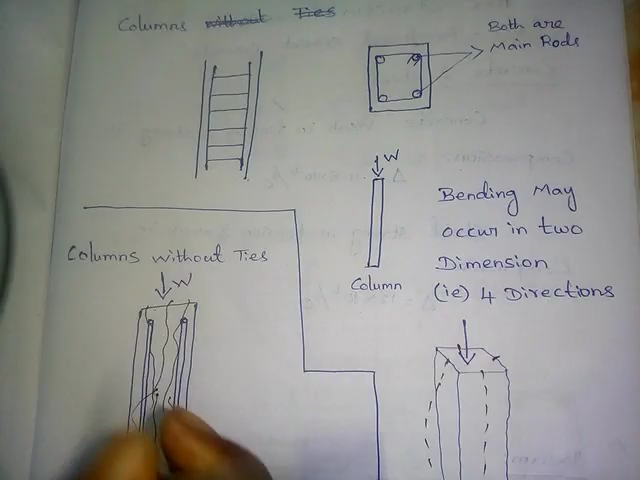 Columns without Ties
Both are
Main Rods
W
Column
Bending May
occur in two
Dimension
(ie) 4 Directions
Columns without Ties
W